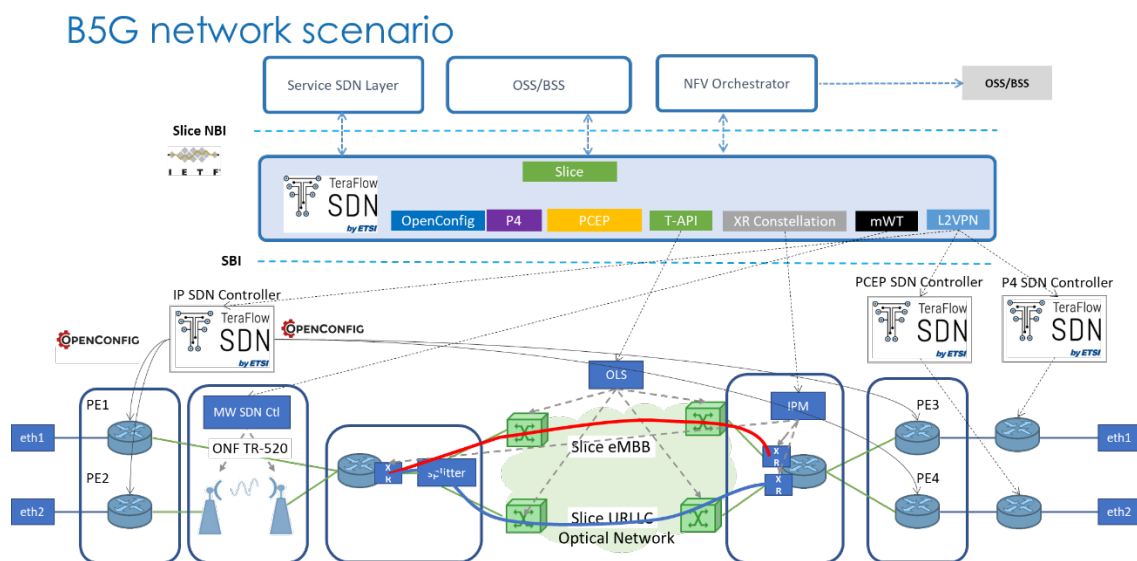 B5G network scenario
Service SDN Layer
OSS/BSS
NFV Orchestrator
OSS/BSS
Slice NBI
I E T F
TeraFlow
SDN
by ETSI
Slice
OpenConfig
P4
PCEP
T-API
XR Constellation
mWT
L2VPN
SBI
IP SDN Controller
PCEP SDN Controller
P4 SDN Controller
OPENCONFIG
TeraFlow
SDN
by ETSI
OPENCONFIG
TeraFlow
SDN
by ETSI
TeraFlow
SDN
by ETSI
OLS
PE1
MW SDN Ctl
IPM
PE3
eth1
ONF TR-520
Slice eMBB
eth1
X
R
splitter
X
R
PE2
PE4
X
R
eth2
Slice URLLC
eth2
Optical Network